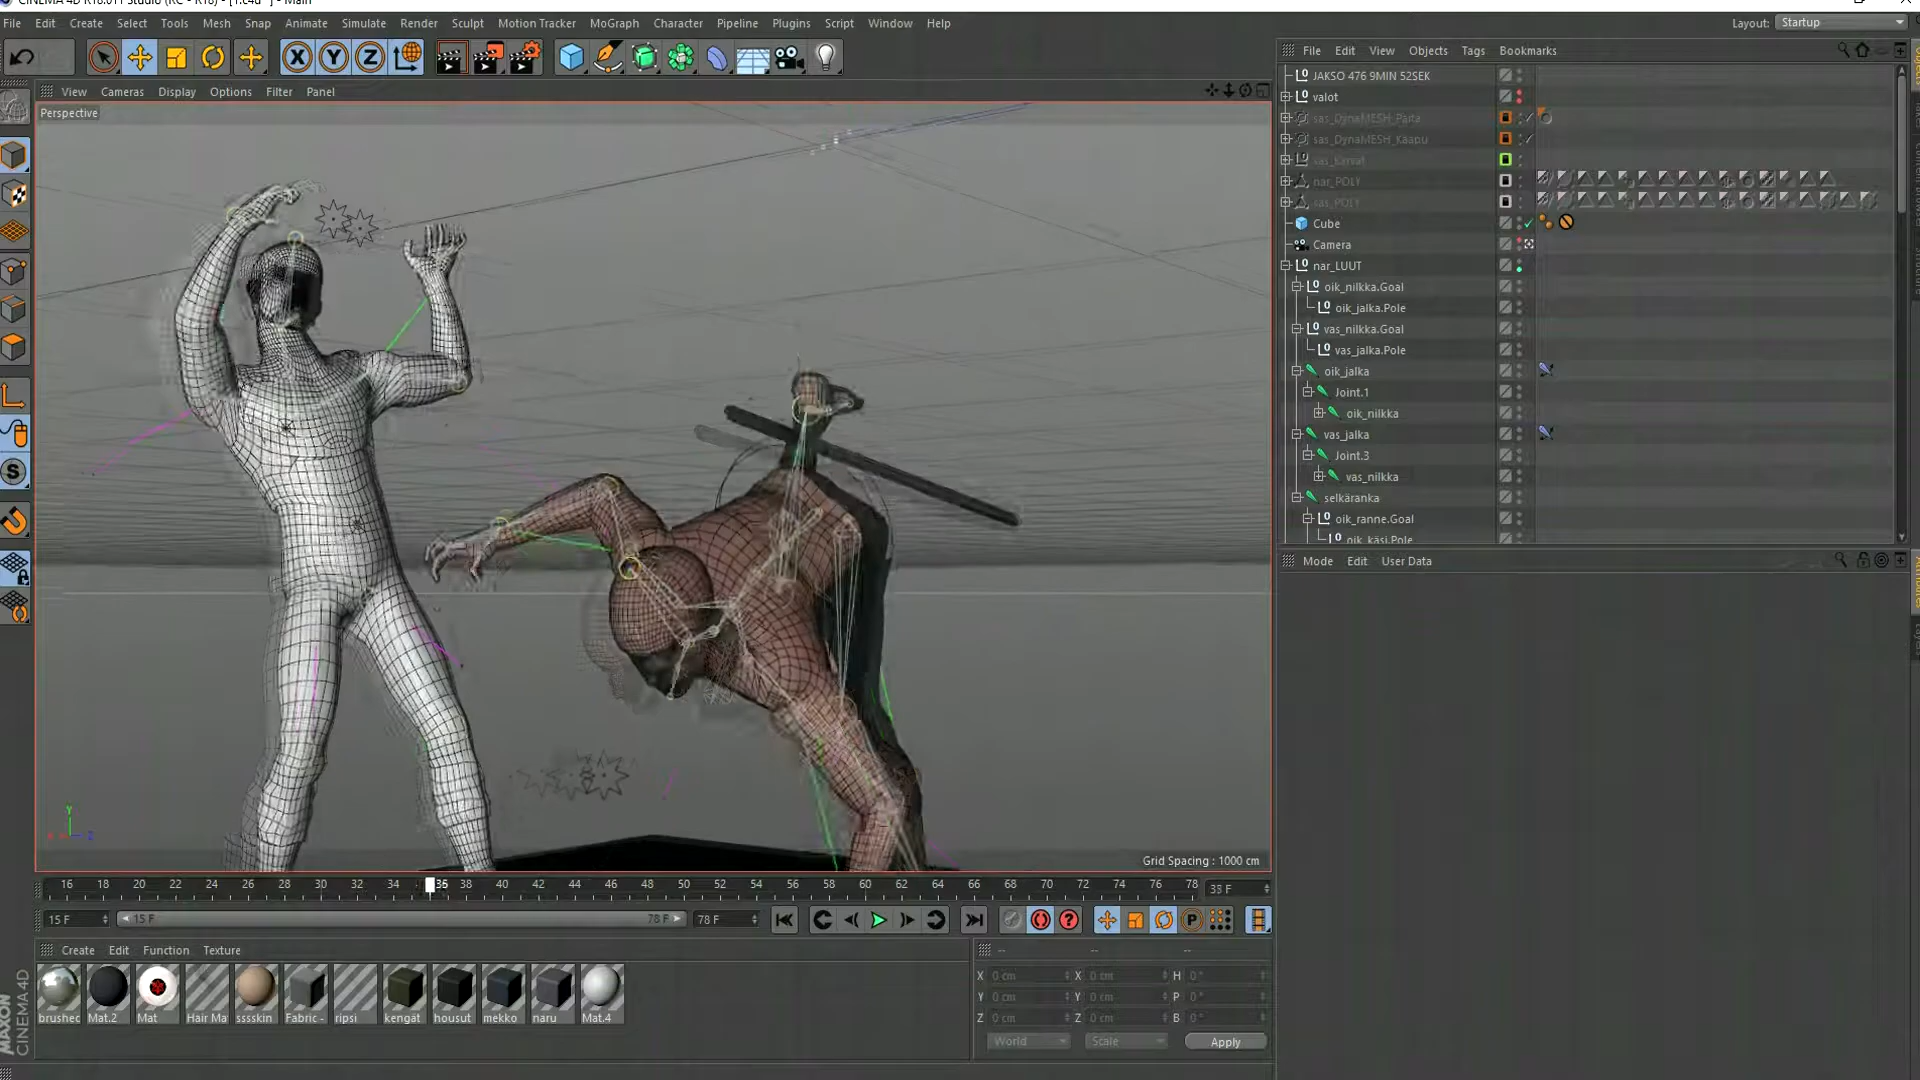 CINEMA 4D R18.011 Studio (RC - R18) - [1.c4d *] - Main
File Edit Create Select Tools Mesh Snap Animate Simulate Render Sculpt Motion Tracker MoGraph Character Pipeline Plugins Script Window Help
Layout: Startup
View Cameras Display Options Filter Panel
Perspective
Grid Spacing : 1000 cm
File Edit View Objects Tags Bookmarks
JAKSO 476 9MIN 52SEK
valot
sas_DynaMESH_Paita
sas_DynaMESH_Kaapu
vas_Karvat
nar_POLY
sas_POLY
Cube
Camera
nar_LUUT
oik_nilkka.Goal
oik_jalka.Pole
vas_nilkka.Goal
vas_jalka.Pole
oik_jalka
Joint.1
oik_nilkka
vas_jalka
Joint.3
vas_nilkka
selkäranka
oik_ranne.Goal
oik_käsi.Pole
Mode Edit User Data
16 18 20 22 24 26 28 30 32 34 36 38 40 42 44 46 48 50 52 54 56 58 60 62 64 66 68 70 72 74 76 78
15 F 15 F 78 F 78 F
Create Edit Function Texture
brushed Mat.2 Mat Hair Ma ssskin Fabric - ripsi kengät housut mekko naru Mat.4
X 0 cm X 0 cm H 0 °
Y 0 cm Y 0 cm P 0 °
Z 0 cm Z 0 cm B 0 °
World Scale Apply
MAXON CINEMA 4D